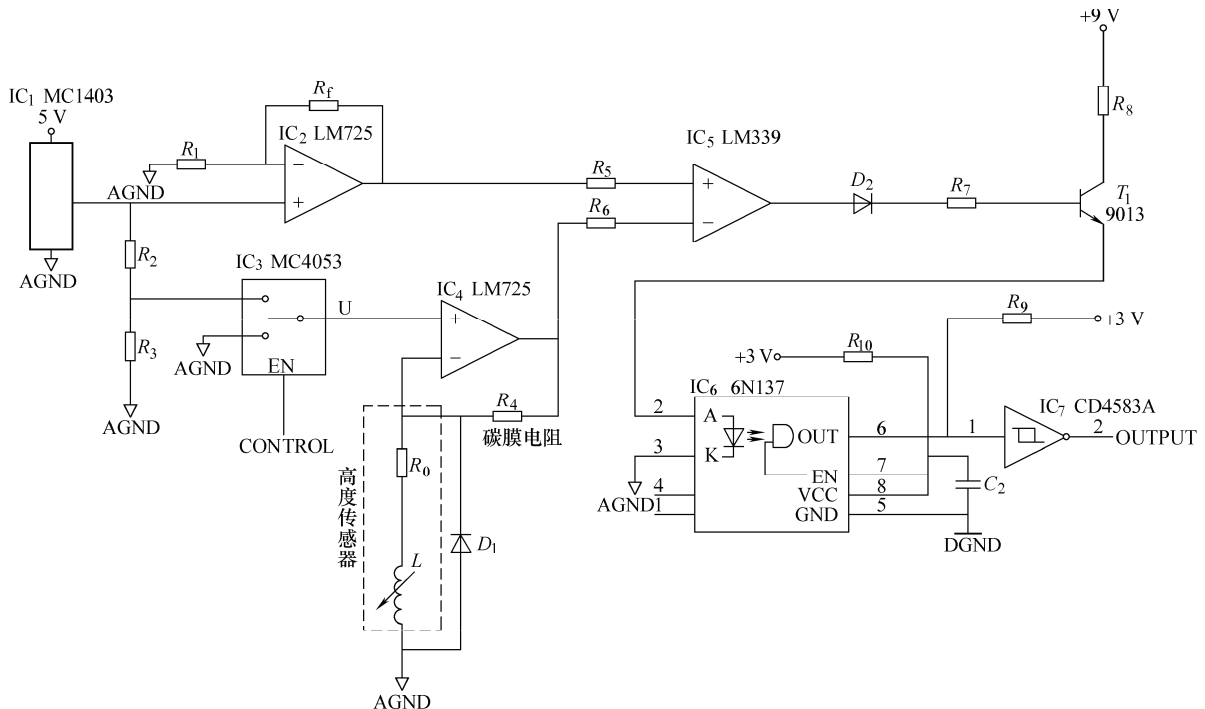 +9 V
IC1 MC1403
5 V
Rf
R8
R1
IC2 LM725
IC5 LM339
AGND
R5
D2
R7
T1
9013
R6
R2
AGND
IC3 MC4053
IC4 LM725
U
R9
+3 V
R3
AGND
EN
+3 V
R10
AGND
CONTROL
R4
碳膜电阻
IC6 6N137
2
A
IC7 CD4583A
6
1
2
OUTPUT
OUT
3
K
R0
高度传感器
EN
7
4
VCC
8
C2
AGND
1
GND
5
DGND
D1
L
AGND